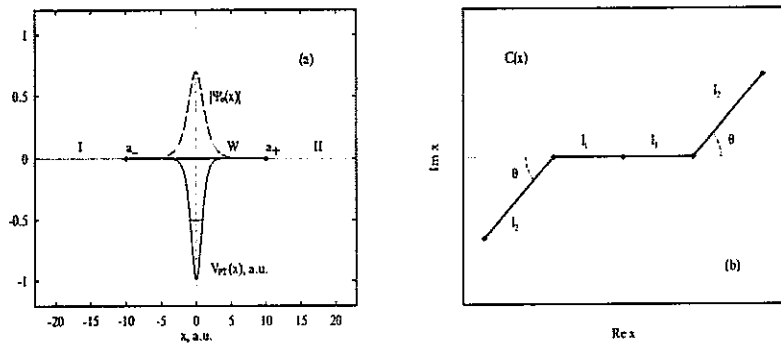 1
(a)
0.5
|Ψ₀(x)|
I
a₋
W
a₊
II
0
-0.5
V_PT(x), a.u.
-1
-20 -15 -10 -5 0 5 10 15 20
x, a.u.
C(x)
l₂
θ
l₁ l₁
θ
l₂
Im x
(b)
Re x